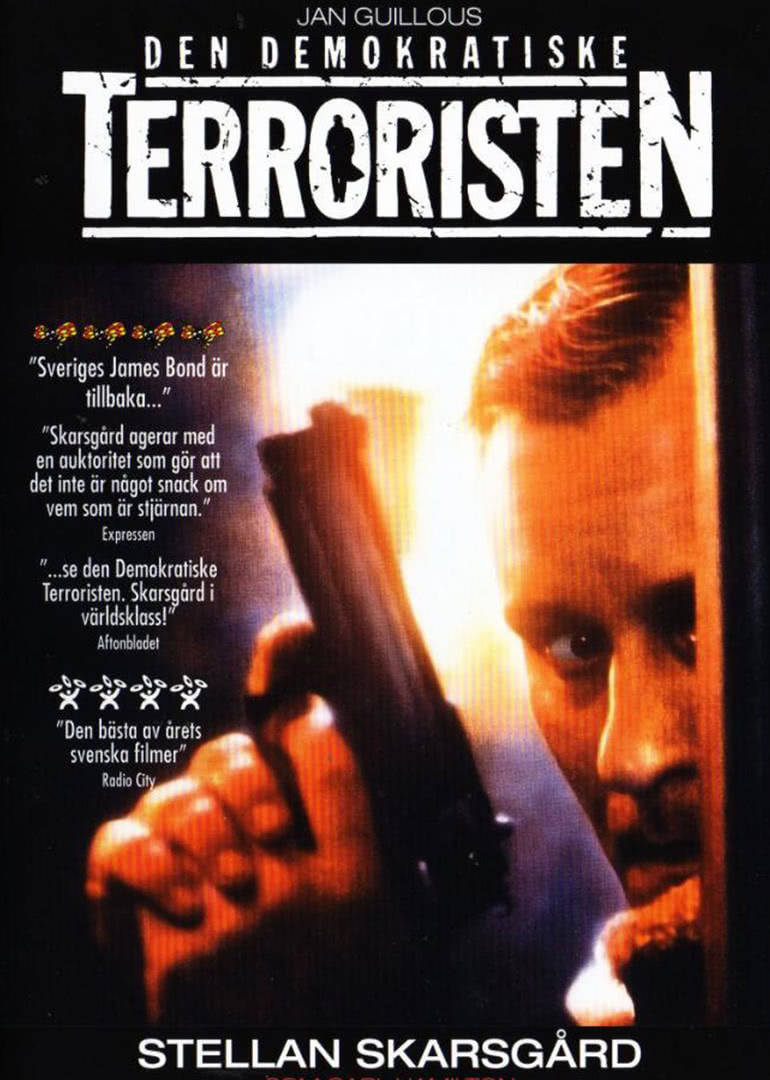 JAN GUILLOUS
DEN DEMOKRATISKE
TERRORISTEN
"Sveriges James Bond är
tillbaka..."
"Skarsgård agerar med
en auktoritet som gör att
det inte är något snack om
vem som är stjärnan."
Expressen
"...se den Demokratiske
Terroristen. Skarsgård i
världsklass!"
Aftonbladet
"Den bästa av årets
svenska filmer"
Radio City
STELLAN SKARSGÅRD